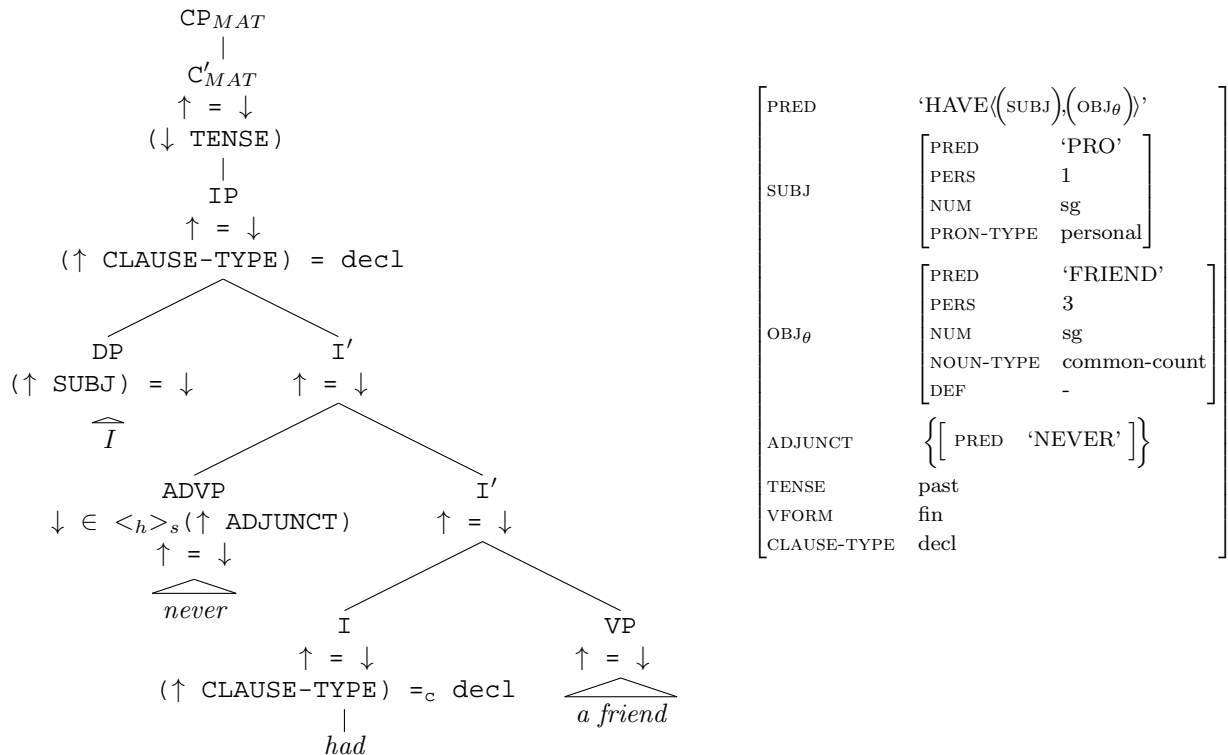 CP_MAT
C′_MAT
↑ = ↓
(↓ TENSE)
IP
↑ = ↓
(↑ CLAUSE-TYPE) = decl
DP I′
(↑ SUBJ) = ↓ ↑ = ↓
I
ADVP I′
↓ ∈ <_h>_s(↑ ADJUNCT) ↑ = ↓
↑ = ↓
never
I VP
↑ = ↓ ↑ = ↓
(↑ CLAUSE-TYPE) =_c decl a friend
had
PRED ‘HAVE⟨(SUBJ),(OBJ_θ)⟩’
SUBJ
PRED ‘PRO’
PERS 1
NUM sg
PRON-TYPE personal
OBJ_θ
PRED ‘FRIEND’
PERS 3
NUM sg
NOUN-TYPE common-count
DEF -
ADJUNCT {[PRED ‘NEVER’]}
TENSE past
VFORM fin
CLAUSE-TYPE decl